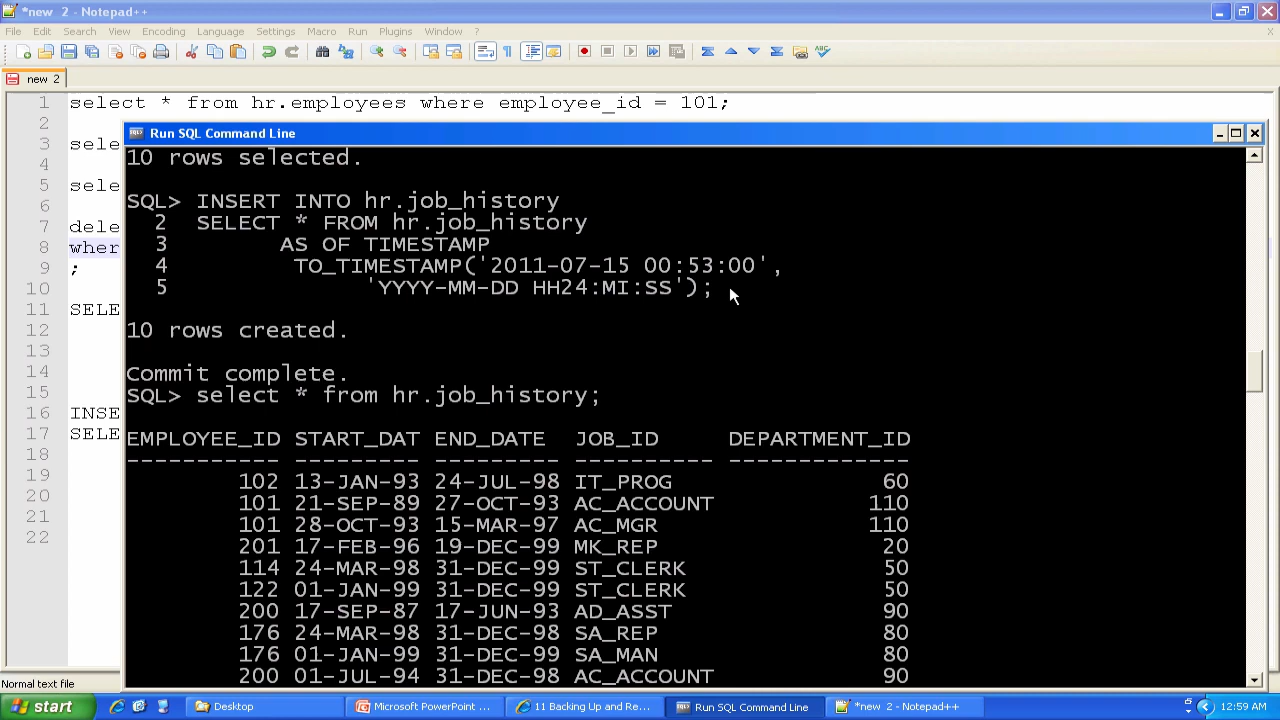 *new  2 - Notepad++
File Edit Search View Encoding Language Settings Macro Run Plugins Window ?
X
new 2
1 select * from hr.employees where employee_id = 101;
2
Run SQL Command Line
3 sele
4
5 sele
6
7 dele
8 wher
9 ;
10
11 SELE
12
13
14
15
16 INSE
17 SELE
18
19
20
21
22
10 rows selected.
SQL> INSERT INTO hr.job_history
2 SELECT * FROM hr.job_history
3 AS OF TIMESTAMP
4 TO_TIMESTAMP('2011-07-15 00:53:00',
5 'YYYY-MM-DD HH24:MI:SS');
10 rows created.
Commit complete.
SQL> select * from hr.job_history;
EMPLOYEE_ID START_DAT END_DATE JOB_ID DEPARTMENT_ID
----------- --------- --------- ---------- -------------
102 13-JAN-93 24-JUL-98 IT_PROG 60
101 21-SEP-89 27-OCT-93 AC_ACCOUNT 110
101 28-OCT-93 15-MAR-97 AC_MGR 110
201 17-FEB-96 19-DEC-99 MK_REP 20
114 24-MAR-98 31-DEC-99 ST_CLERK 50
122 01-JAN-99 31-DEC-99 ST_CLERK 50
200 17-SEP-87 17-JUN-93 AD_ASST 90
176 24-MAR-98 31-DEC-98 SA_REP 80
176 01-JAN-99 31-DEC-99 SA_MAN 80
200 01-JUL-94 31-DEC-98 AC_ACCOUNT 90
Normal text file
start Desktop Microsoft PowerPoint ... 11 Backing Up and Re... Run SQL Command Line *new  2 - Notepad++ 12:59 AM